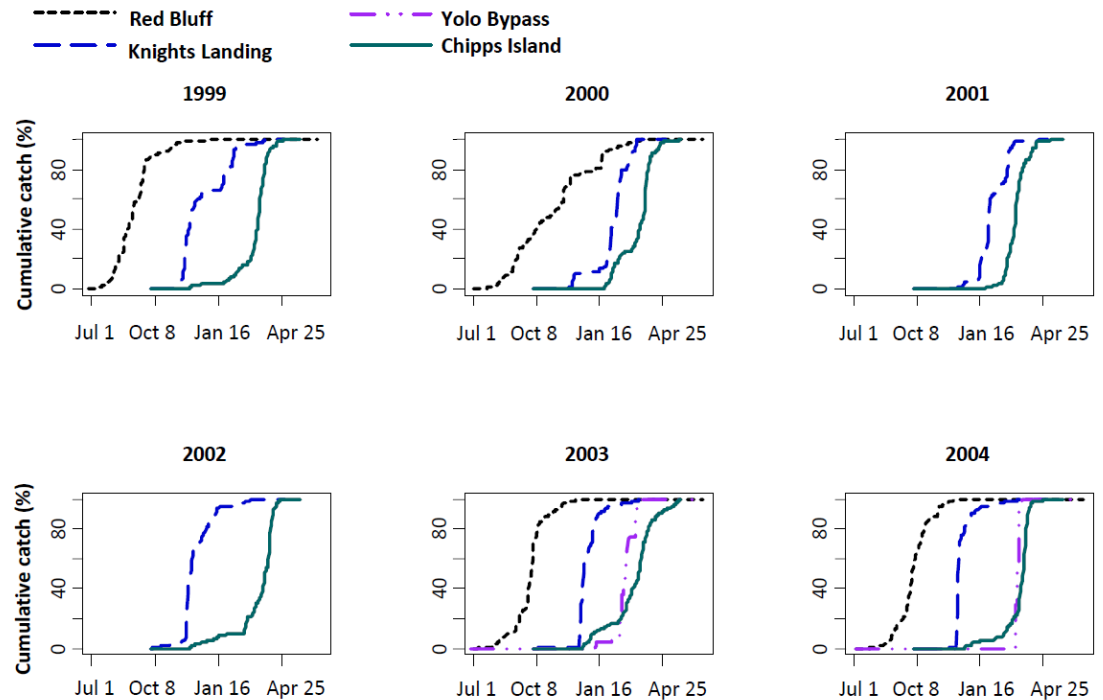 Red Bluff Yolo Bypass
Knights Landing Chipps Island
1999 2000 2001
Cumulative catch (%)
80
40
0
80
40
0
80
40
0
Jul 1 Oct 8 Jan 16 Apr 25 Jul 1 Oct 8 Jan 16 Apr 25 Jul 1 Oct 8 Jan 16 Apr 25
2002 2003 2004
Cumulative catch (%)
80
40
0
80
40
0
80
40
0
Jul 1 Oct 8 Jan 16 Apr 25 Jul 1 Oct 8 Jan 16 Apr 25 Jul 1 Oct 8 Jan 16 Apr 25